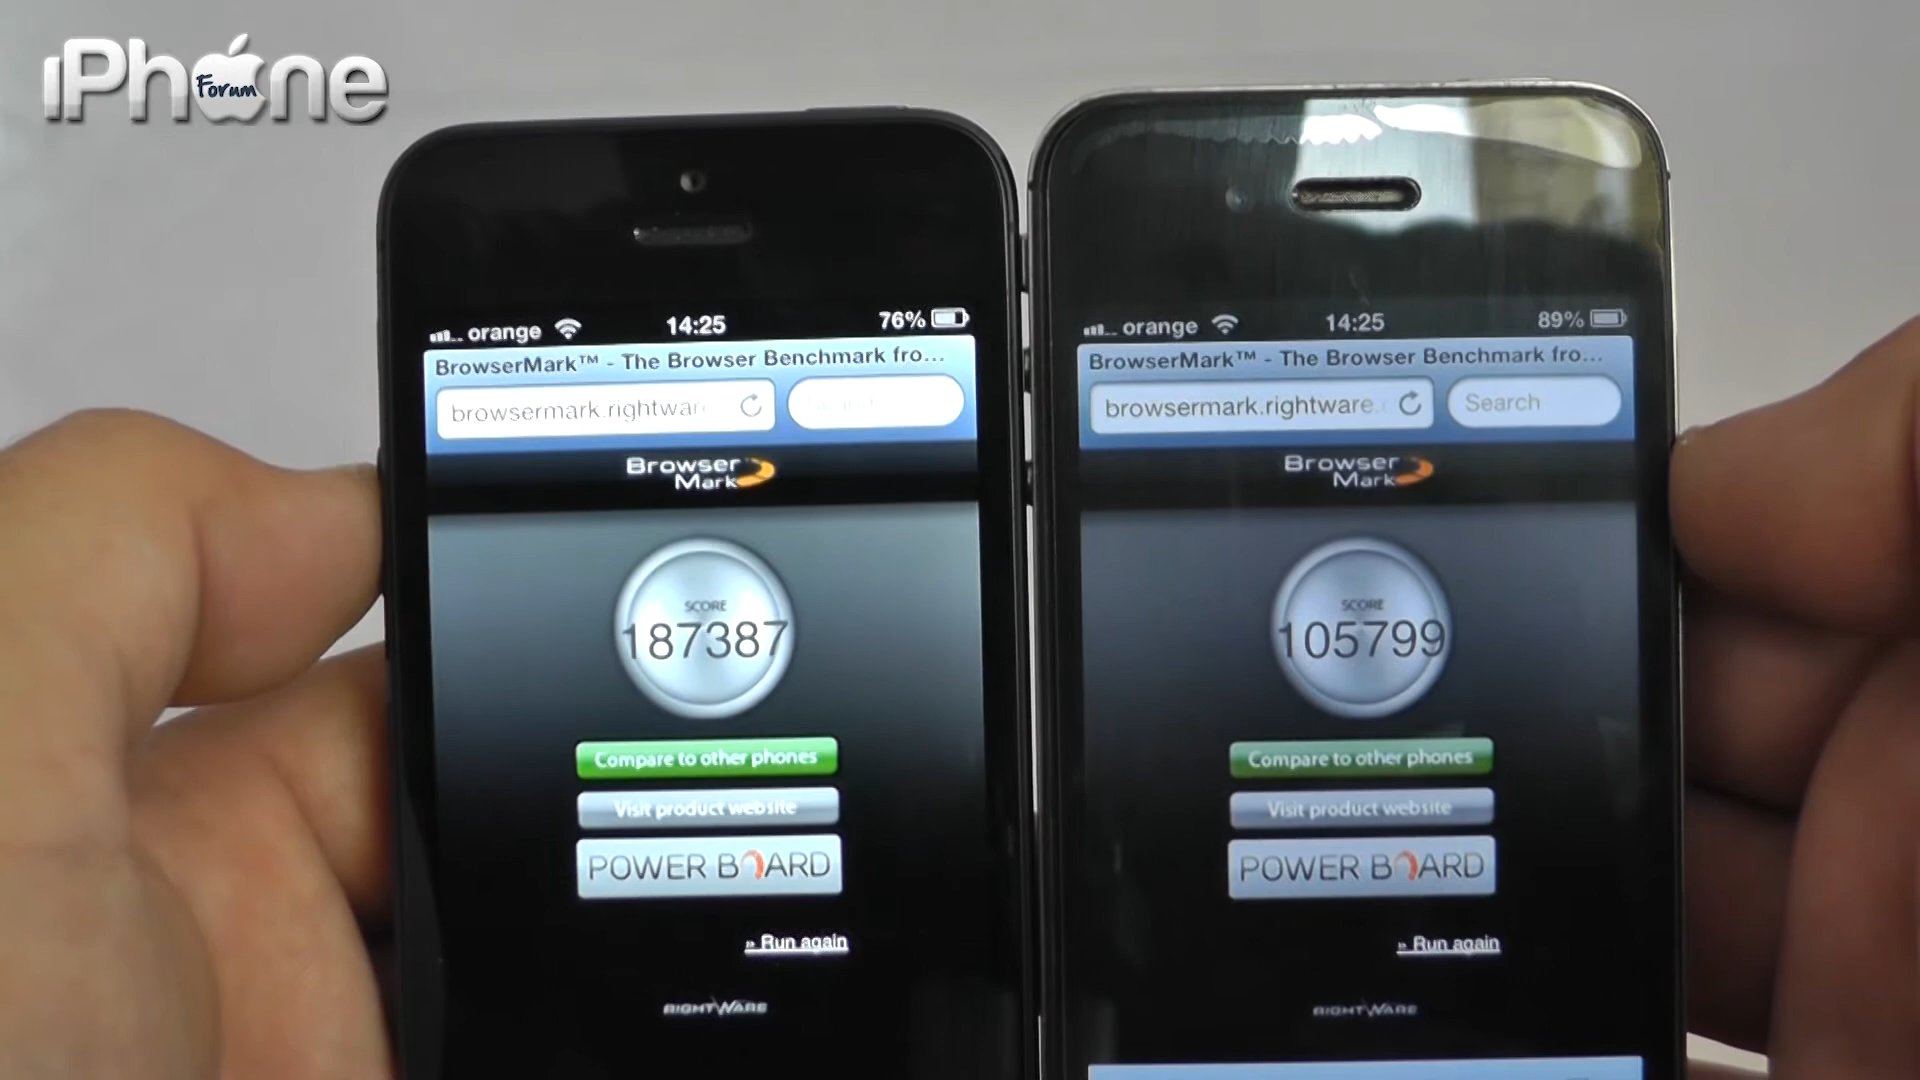 iPhone
Forum
orange 14:25 76%
BrowserMark™ - The Browser Benchmark fro...
browsermark.rightwar
Browser
Mark
SCORE
187387
Compare to other phones
Visit product website
POWER BOARD
» Run again
RIGHTWARE
orange 14:25 89%
BrowserMark™ - The Browser Benchmark fro...
browsermark.rightware. Search
Browser
Mark
SCORE
105799
Compare to other phones
Visit product website
POWER BOARD
» Run again
RIGHTWARE